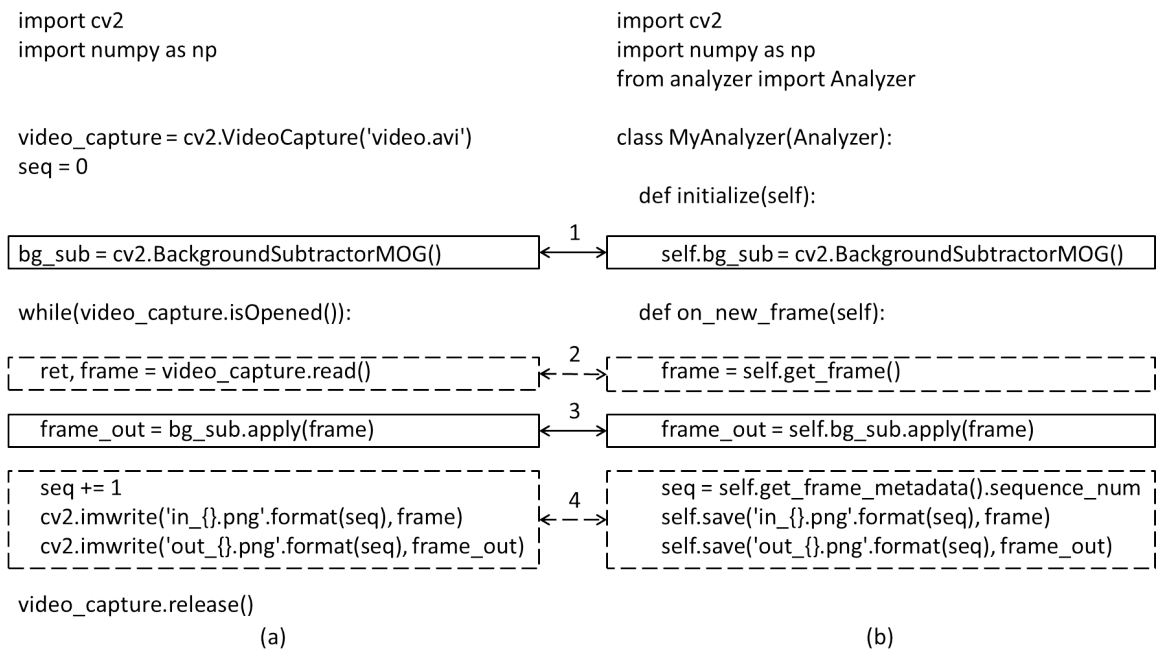 import cv2
import numpy as np
video_capture = cv2.VideoCapture('video.avi')
seq = 0
bg_sub = cv2.BackgroundSubtractorMOG()
while(video_capture.isOpened()):
ret, frame = video_capture.read()
frame_out = bg_sub.apply(frame)
seq += 1
cv2.imwrite('in_{}.png'.format(seq), frame)
cv2.imwrite('out_{}.png'.format(seq), frame_out)
video_capture.release()
(a)
1
2
3
4
import cv2
import numpy as np
from analyzer import Analyzer
class MyAnalyzer(Analyzer):
def initialize(self):
self.bg_sub = cv2.BackgroundSubtractorMOG()
def on_new_frame(self):
frame = self.get_frame()
frame_out = self.bg_sub.apply(frame)
seq = self.get_frame_metadata().sequence_num
self.save('in_{}.png'.format(seq), frame)
self.save('out_{}.png'.format(seq), frame_out)
(b)